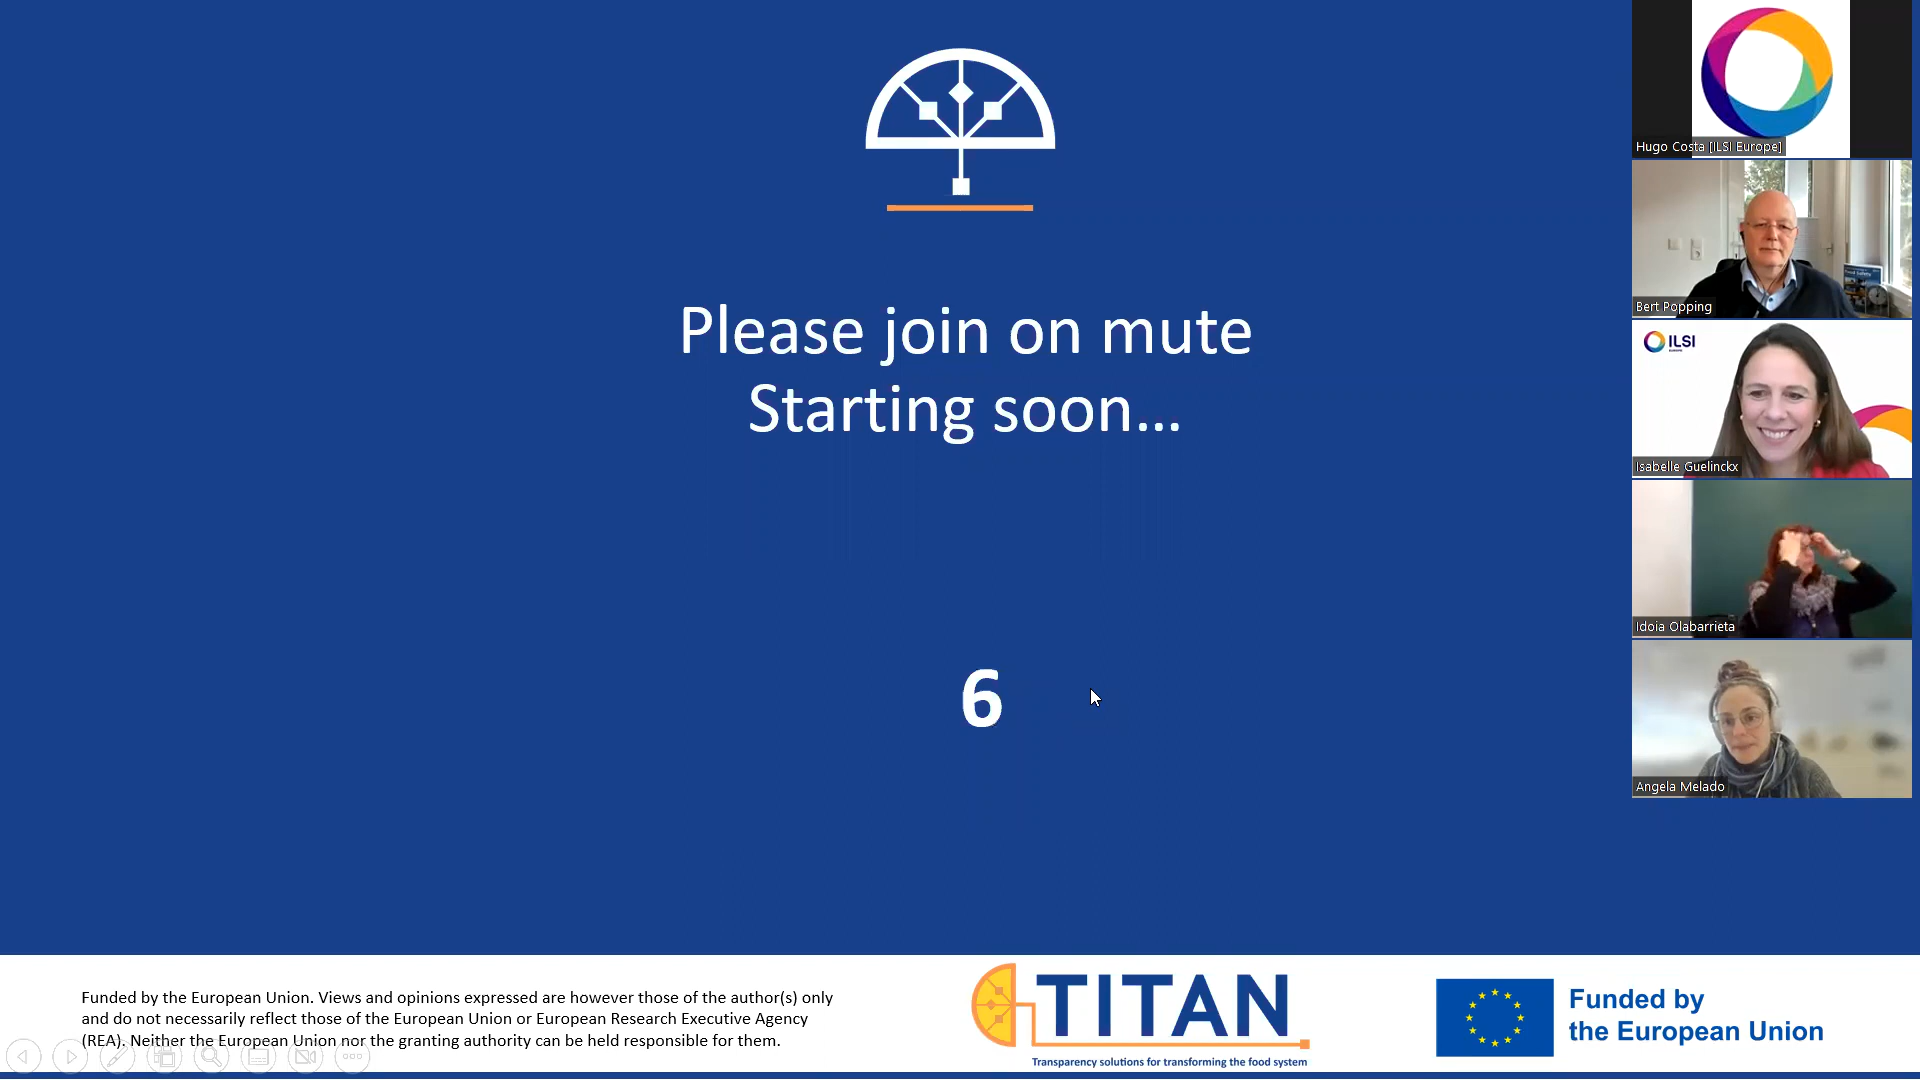 Please join on mute
Starting soon...
6
Hugo Costa [ILSI Europe]
Bert Popping
ILSI
Isabelle Guelinckx
Idoia Olabarrieta
Angela Melado
Funded by the European Union. Views and opinions expressed are however those of the author(s) only
and do not necessarily reflect those of the European Union or European Research Executive Agency
(REA). Neither the European Union nor the granting authority can be held responsible for them.
TITAN
Transparency solutions for transforming the food system
Funded by
the European Union